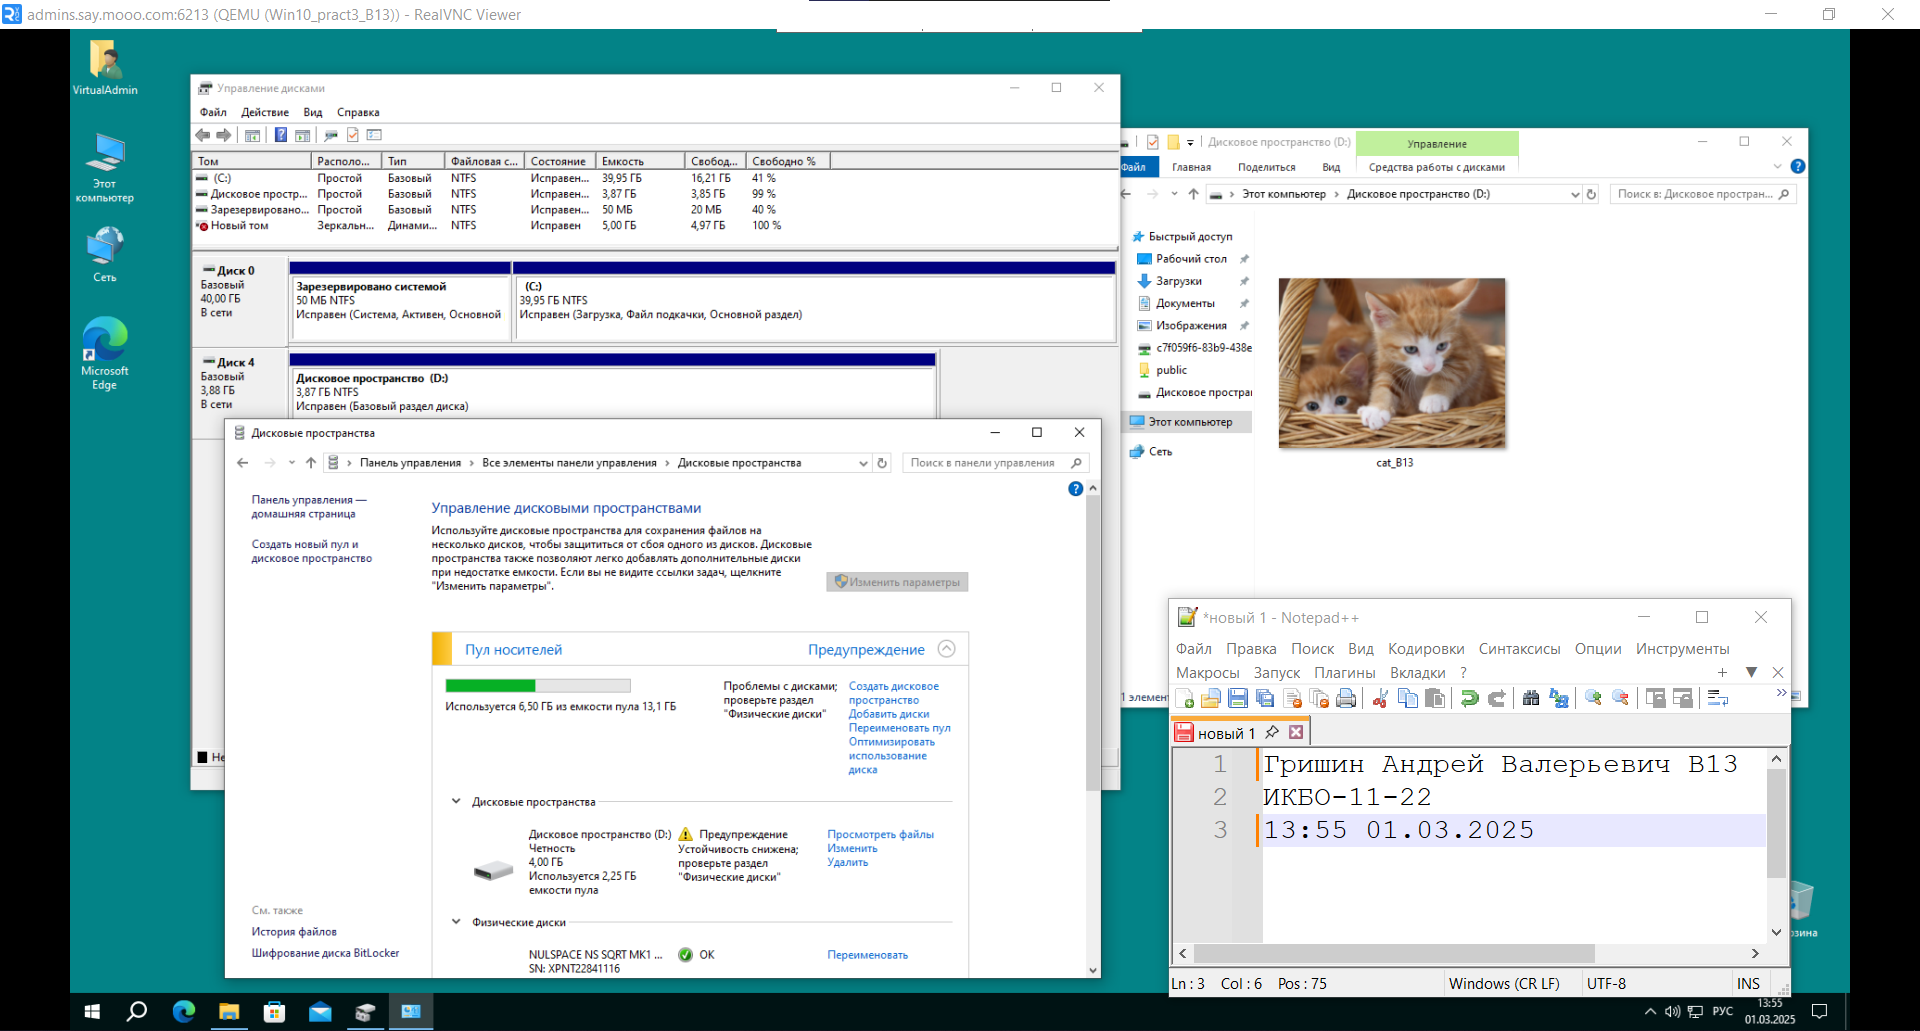 admins.say.mooo.com:6213 (QEMU (Win10_pract3_B13)) - RealVNC Viewer
VirtualAdmin
Этот
компьютер
Сеть
Microsoft
Edge
Управление дисками
Файл Действие Вид Справка
Том Располо... Тип Файловая с... Состояние Емкость Свобод... Свободно %
(C:) Простой Базовый NTFS Исправен... 39,95 ГБ 16,21 ГБ 41 %
Дисковое простр... Простой Базовый NTFS Исправен... 3,87 ГБ 3,85 ГБ 99 %
Зарезервировано... Простой Базовый NTFS Исправен... 50 МБ 20 МБ 40 %
Новый том Зеркальн... Динами... NTFS Исправен 5,00 ГБ 4,97 ГБ 100 %
Диск 0
Базовый
40,00 ГБ
В сети
Зарезервировано системой
50 МБ NTFS
Исправен (Система, Активен, Основной
(C:)
39,95 ГБ NTFS
Исправен (Загрузка, Файл подкачки, Основной раздел)
Диск 4
Базовый
3,88 ГБ
В сети
Дисковое пространство (D:)
3,87 ГБ NTFS
Исправен (Базовый раздел диска)
Не
Дисковое пространство (D:) Управление
Файл Главная Поделиться Вид Средства работы с дисками
Этот компьютер › Дисковое пространство (D:) Поиск в: Дисковое простран...
Быстрый доступ
Рабочий стол
Загрузки
Документы
Изображения
c7f059f6-83b9-438e
public
Дисковое простра
Этот компьютер
Сеть
cat_B13
1 элемент
Дисковые пространства
Панель управления › Все элементы панели управления › Дисковые пространства Поиск в панели управления
Панель управления —
домашняя страница
Создать новый пул и
дисковое пространство
См. также
История файлов
Шифрование диска BitLocker
Управление дисковыми пространствами
Используйте дисковые пространства для сохранения файлов на
несколько дисков, чтобы защититься от сбоя одного из дисков. Дисковые
пространства также позволяют легко добавлять дополнительные диски
при недостатке емкости. Если вы не видите ссылки задач, щелкните
"Изменить параметры".
Изменить параметры
Пул носителей Предупреждение
Используется 6,50 ГБ из емкости пула 13,1 ГБ
Проблемы с дисками;
проверьте раздел
"Физические диски"
Создать дисковое
пространство
Добавить диски
Переименовать пул
Оптимизировать
использование
диска
Дисковые пространства
Дисковое пространство (D:)
Четность
4,00 ГБ
Используется 2,25 ГБ
емкости пула
Предупреждение
Устойчивость снижена;
проверьте раздел
"Физические диски"
Просмотреть файлы
Изменить
Удалить
Физические диски
NULSPACE NS SQRT MK1 ... OK Переименовать
SN: XPNT22841116
*новый 1 - Notepad++
Файл Правка Поиск Вид Кодировки Синтаксисы Опции Инструменты
Макросы Запуск Плагины Вкладки ?
новый 1
1 Гришин Андрей Валерьевич B13
2 ИКБО-11-22
3 13:55 01.03.2025
Ln : 3 Col : 6 Pos : 75 Windows (CR LF) UTF-8 INS
зина
РУС
13:55
01.03.2025